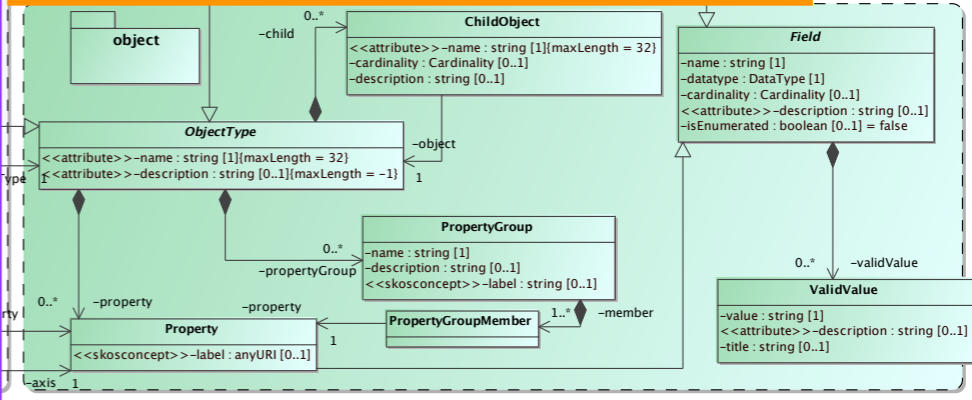 object
0..*
-child
ChildObject
<<attribute>>-name : string [1]{maxLength = 32}
-cardinality : Cardinality [0..1]
-description : string [0..1]
Field
-name : string [1]
-datatype : DataType [1]
-cardinality : Cardinality [0..1]
<<attribute>>-description : string [0..1]
-isEnumerated : boolean [0..1] = false
ObjectType
<<attribute>>-name : string [1]{maxLength = 32}
<<attribute>>-description : string [0..1]{maxLength = -1}
ype
1
-object
1
PropertyGroup
-name : string [1]
-description : string [0..1]
<<skosconcept>>-label : string [0..1]
0..*
-propertyGroup
0..*
-validValue
ValidValue
-value : string [1]
<<attribute>>-description : string [0..1]
-title : string [0..1]
0..*
-property
-property
1
PropertyGroupMember
1..*
-member
rty
Property
<<skosconcept>>-label : anyURI [0..1]
-axis
1